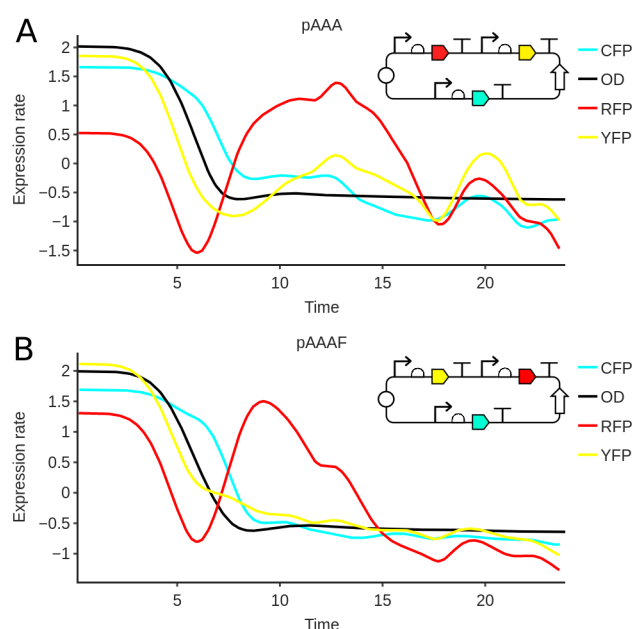 A
pAAA
2
1.5
1
0.5
0
−0.5
−1
−1.5
5
10
15
20
Expression rate
Time
CFP
OD
RFP
YFP
B
pAAAF
2
1.5
1
0.5
0
−0.5
−1
5
10
15
20
Expression rate
Time
CFP
OD
RFP
YFP